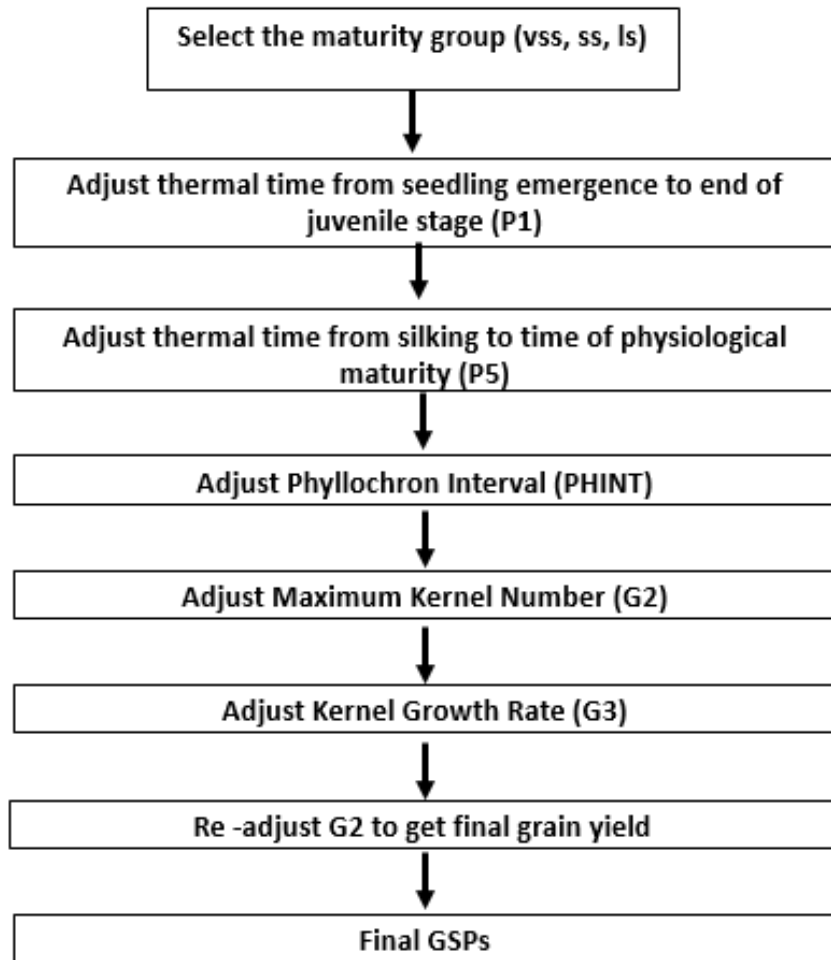 Select the maturity group (vss, ss, ls)
Adjust thermal time from seedling emergence to end of
juvenile stage (P1)
Adjust thermal time from silking to time of physiological
maturity (P5)
Adjust Phyllochron Interval (PHINT)
Adjust Maximum Kernel Number (G2)
Adjust Kernel Growth Rate (G3)
Re -adjust G2 to get final grain yield
Final GSPs